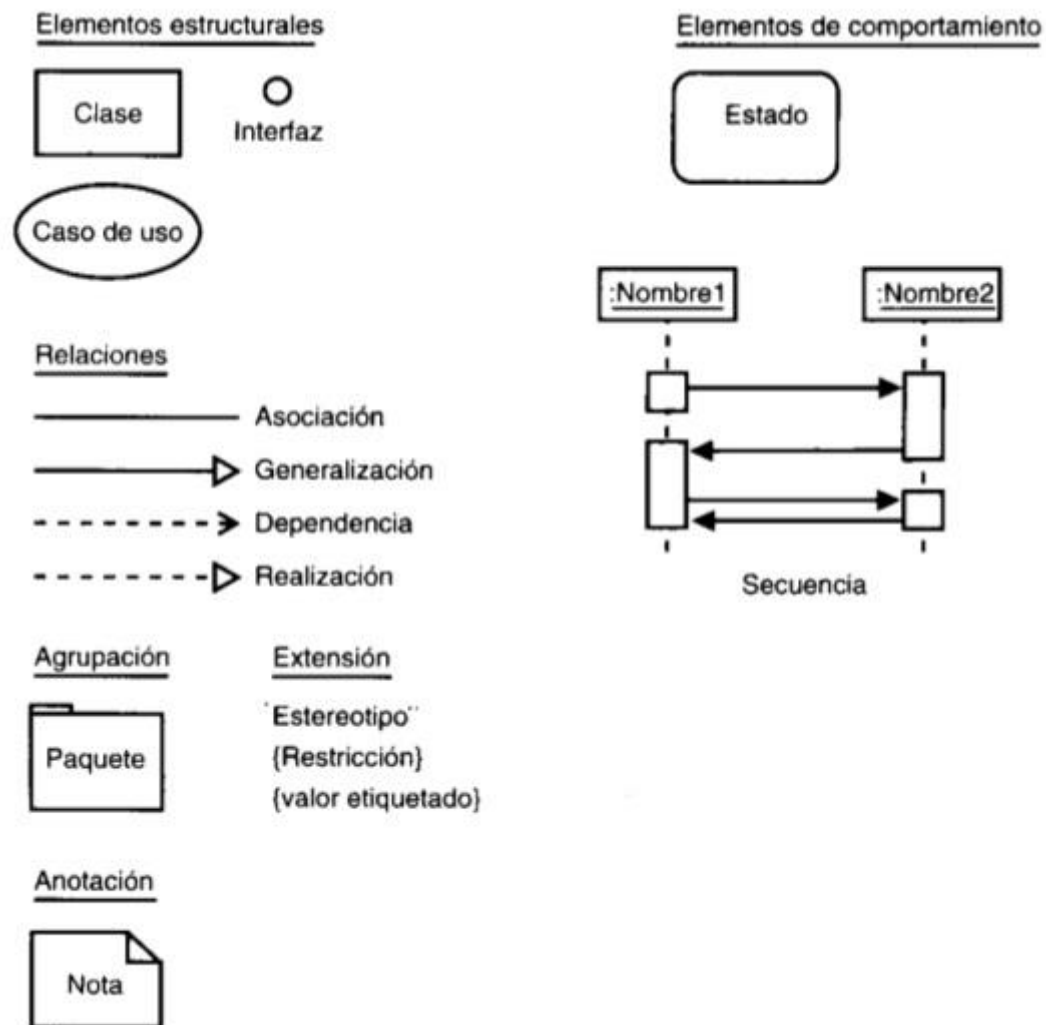 Elementos estructurales
Clase
Interfaz
Caso de uso
Relaciones
Asociación
Generalización
Dependencia
Realización
Agrupación
Paquete
Extensión
Estereotipo
{Restricción}
{valor etiquetado}
Anotación
Nota
Elementos de comportamiento
Estado
:Nombre1
:Nombre2
Secuencia